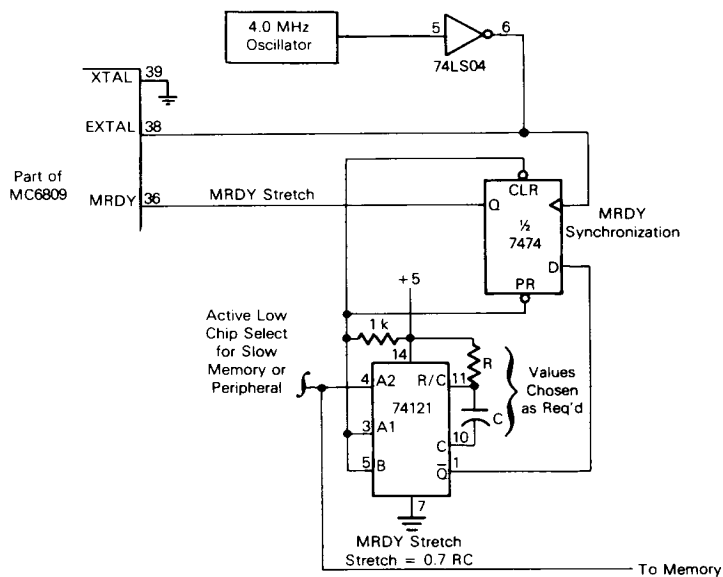 4.0 MHz
Oscillator
5
6
74LS04
XTAL
39
EXTAL
38
Part of
MC6809
MRDY
36
MRDY Stretch
CLR
Q
½
7474
D
PR
MRDY
Synchronization
+5
1 k
Active Low
Chip Select
for Slow
Memory or
Peripheral
14
R
4
A2
R/C
11
74121
Values
Chosen
as Req'd
C
3
A1
10
C
5
B
Q̅
1
7
MRDY Stretch
Stretch = 0.7 RC
To Memory